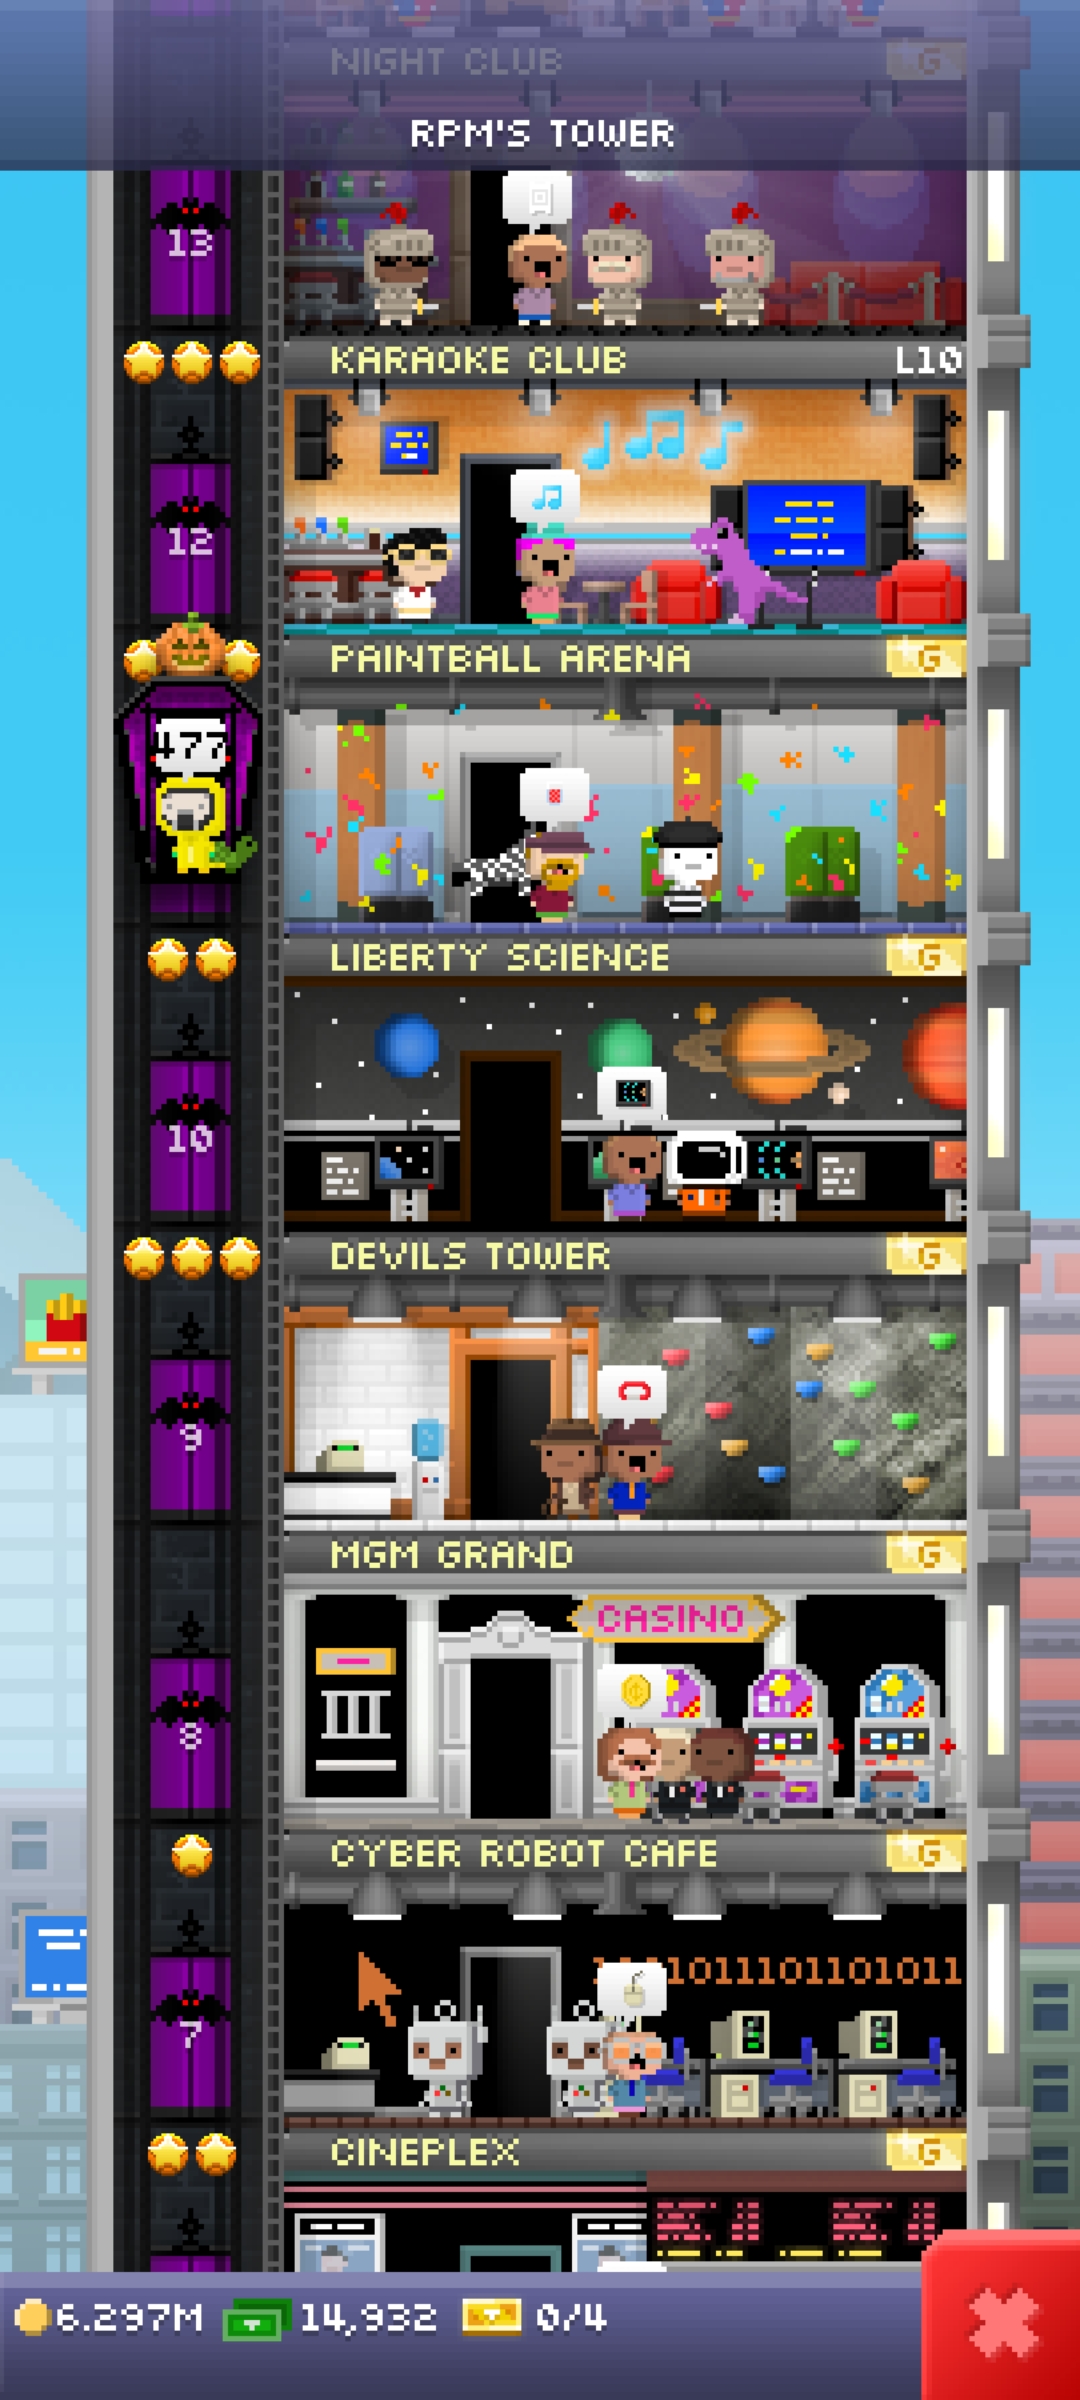 NIGHT CLUB G
RPM'S TOWER
13
KARAOKE CLUB L10
12
PAINTBALL ARENA G
477
LIBERTY SCIENCE G
10
DEVILS TOWER G
9
MGM GRAND G
CASINO
8
CYBER ROBOT CAFE G
1011101101011
7
CINEPLEX G
6.297M 14,932 0/4